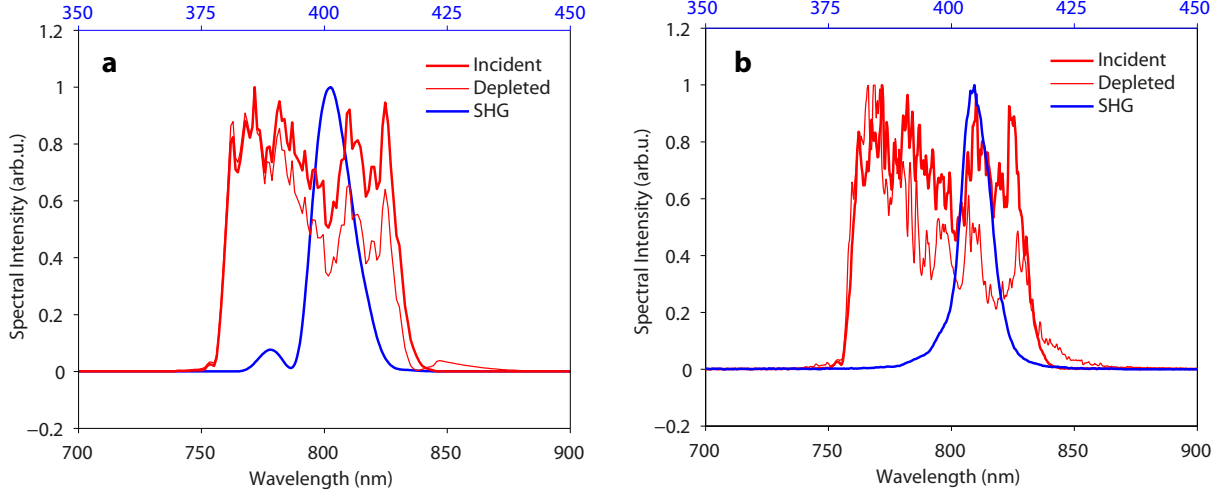 350 375 400 425 450
1.2
a
Incident
Depleted
SHG
1
0.8
0.6
0.4
0.2
0
−0.2
Spectral Intensity (arb.u.)
700 750 800 850 900
Wavelength (nm)
350 375 400 425 450
1.2
b
Incident
Depleted
SHG
1
0.8
0.6
0.4
0.2
0
−0.2
Spectral Intensity (arb.u.)
700 750 800 850 900
Wavelength (nm)